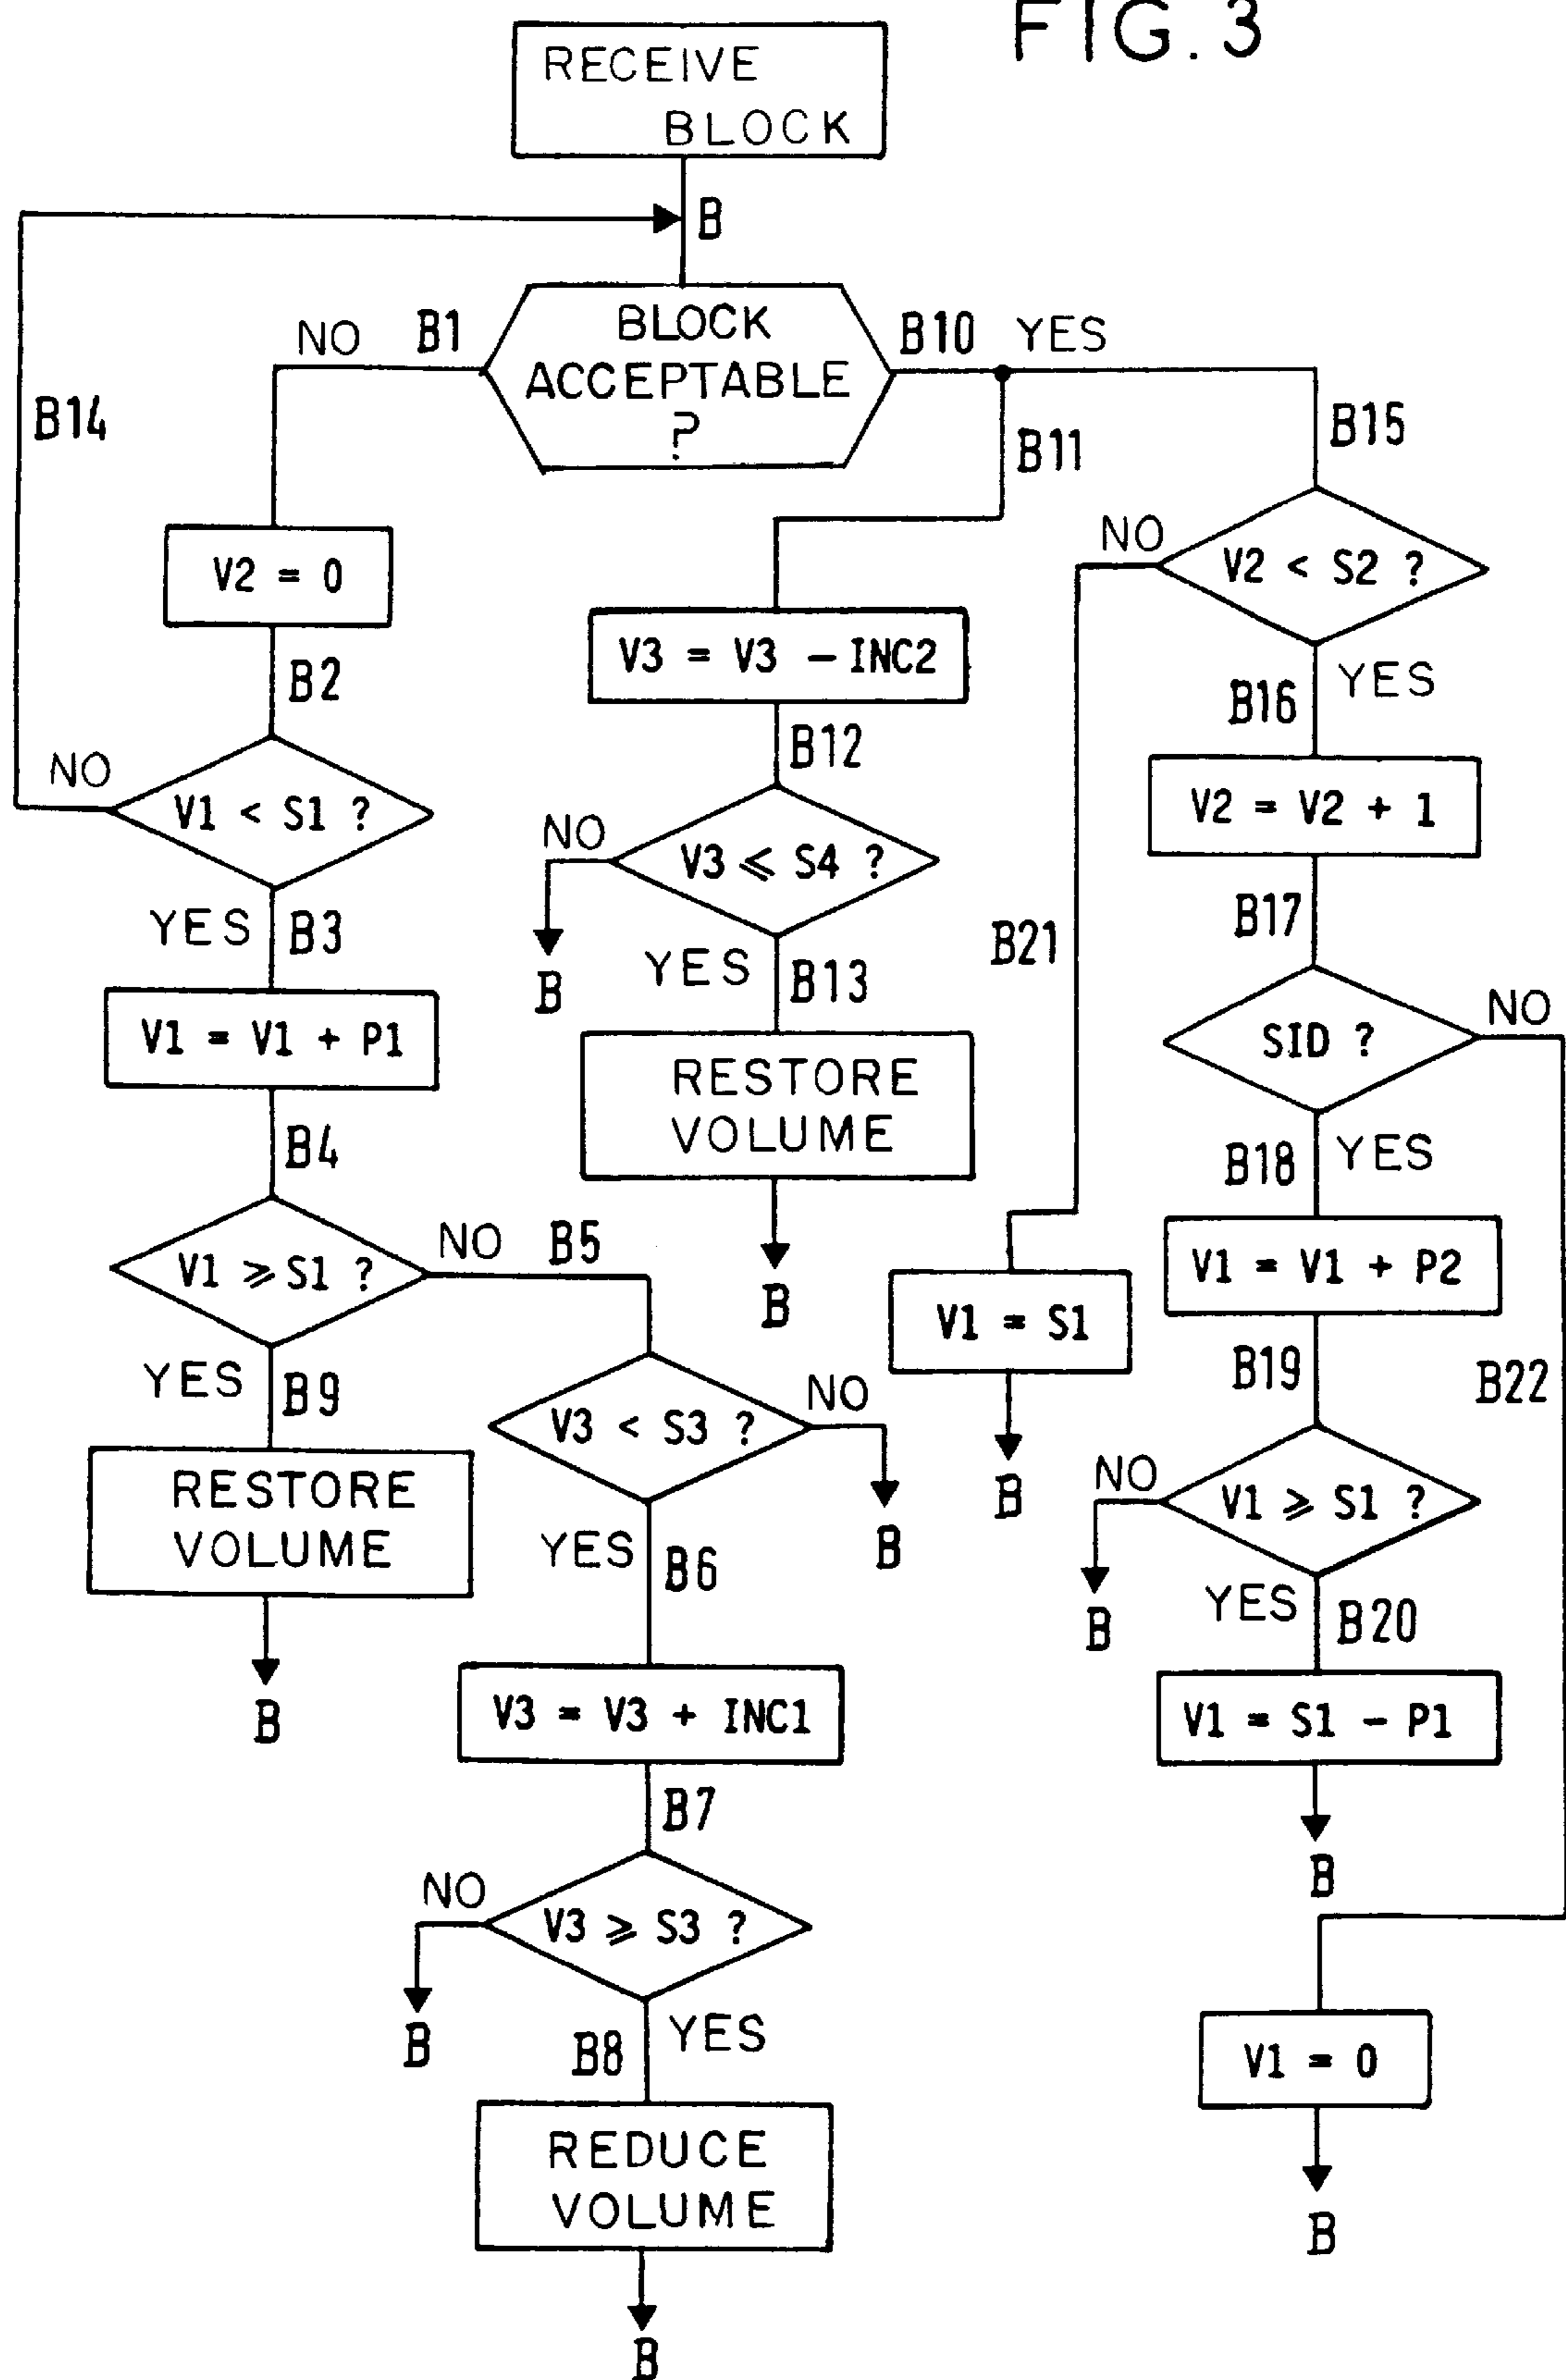 FIG. 3
RECEIVE
BLOCK
B
NO
B1
BLOCK
ACCEPTABLE
?
B10
YES
B14
B11
B15
V2 = 0
NO
V2 < S2 ?
B2
V3 = V3 - INC2
B16
YES
NO
V1 < S1 ?
B12
V2 = V2 + 1
NO
V3 ⩽ S4 ?
YES
B3
B
YES
B13
B21
B17
V1 = V1 + P1
RESTORE
VOLUME
SID ?
NO
B4
B18
YES
V1 ⩾ S1 ?
NO
B5
B
V1 = S1
V1 = V1 + P2
YES
B9
V3 < S3 ?
NO
B
B19
B22
RESTORE
VOLUME
B
YES
B6
B
NO
V1 ⩾ S1 ?
B
YES
B20
V3 = V3 + INC1
V1 = S1 - P1
B7
B
NO
V3 ⩾ S3 ?
B
B8
YES
V1 = 0
REDUCE
VOLUME
B
B